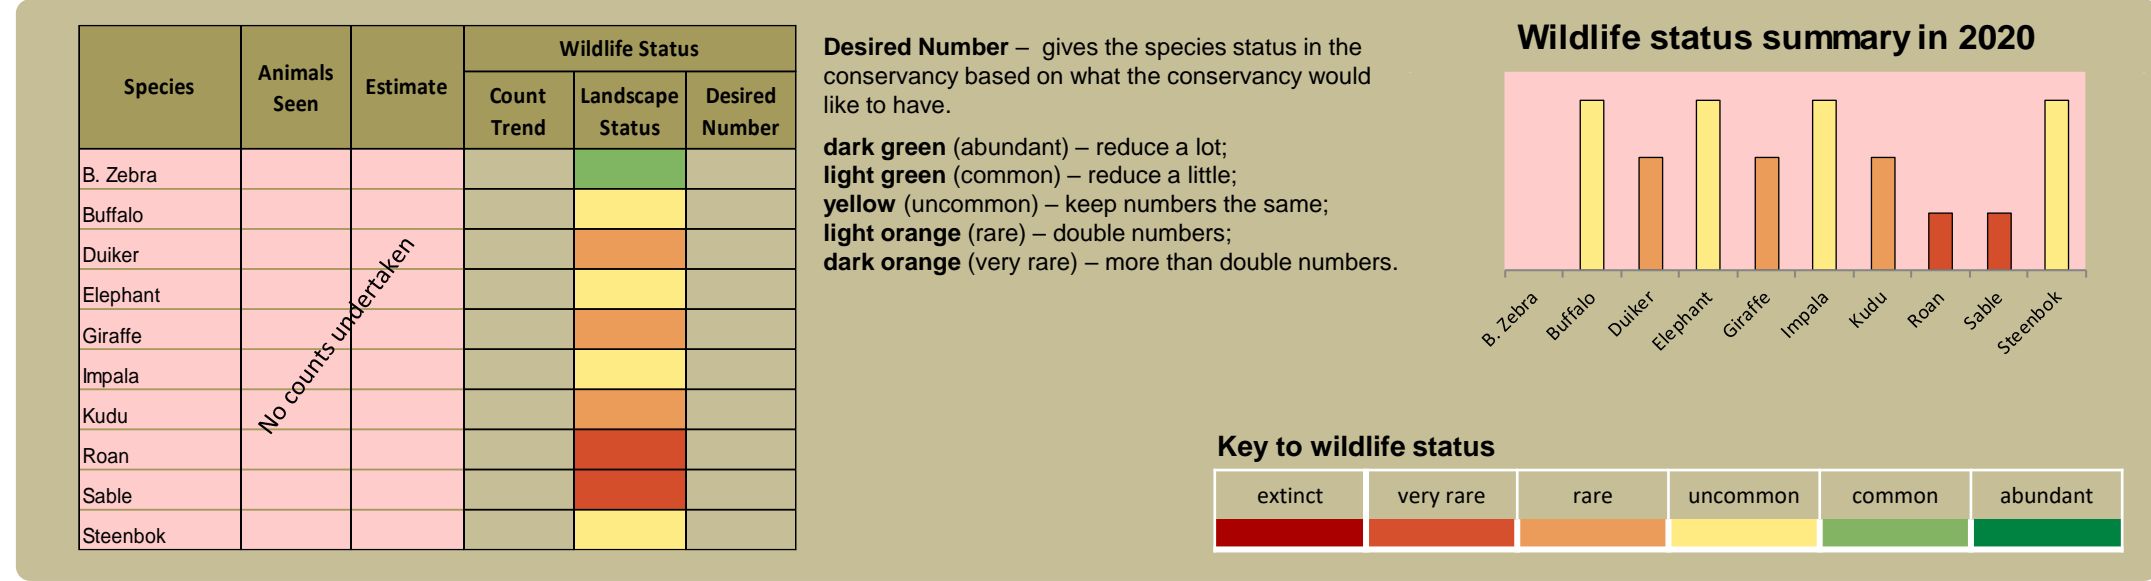 Species
Animals Seen
Estimate
Wildlife Status
Count Trend
Landscape Status
Desired Number
B. Zebra
Buffalo
Duiker
Elephant
Giraffe
Impala
Kudu
Roan
Sable
Steenbok
No counts undertaken
Desired Number – gives the species status in the
conservancy based on what the conservancy would
like to have.
dark green (abundant) – reduce a lot;
light green (common) – reduce a little;
yellow (uncommon) – keep numbers the same;
light orange (rare) – double numbers;
dark orange (very rare) – more than double numbers.
Wildlife status summary in 2020
B. Zebra
Buffalo
Duiker
Elephant
Giraffe
Impala
Kudu
Roan
Sable
Steenbok
Key to wildlife status
extinct
very rare
rare
uncommon
common
abundant